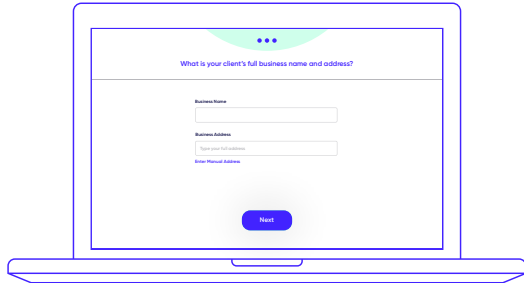 What is your client's full business name and address?
Business Name
Business Address
Type your full address
Enter Manual Address
Next